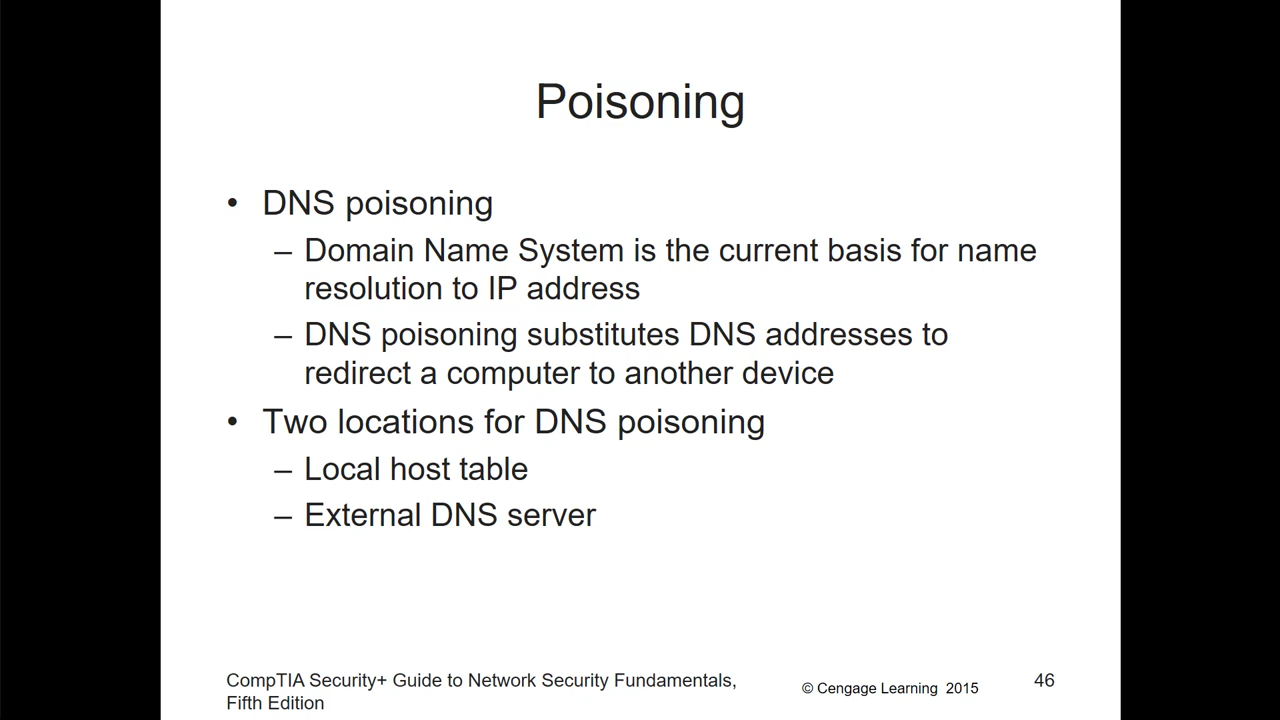 Poisoning
• DNS poisoning
– Domain Name System is the current basis for name
resolution to IP address
– DNS poisoning substitutes DNS addresses to
redirect a computer to another device
• Two locations for DNS poisoning
– Local host table
– External DNS server
CompTIA Security+ Guide to Network Security Fundamentals,
Fifth Edition
© Cengage Learning 2015
46